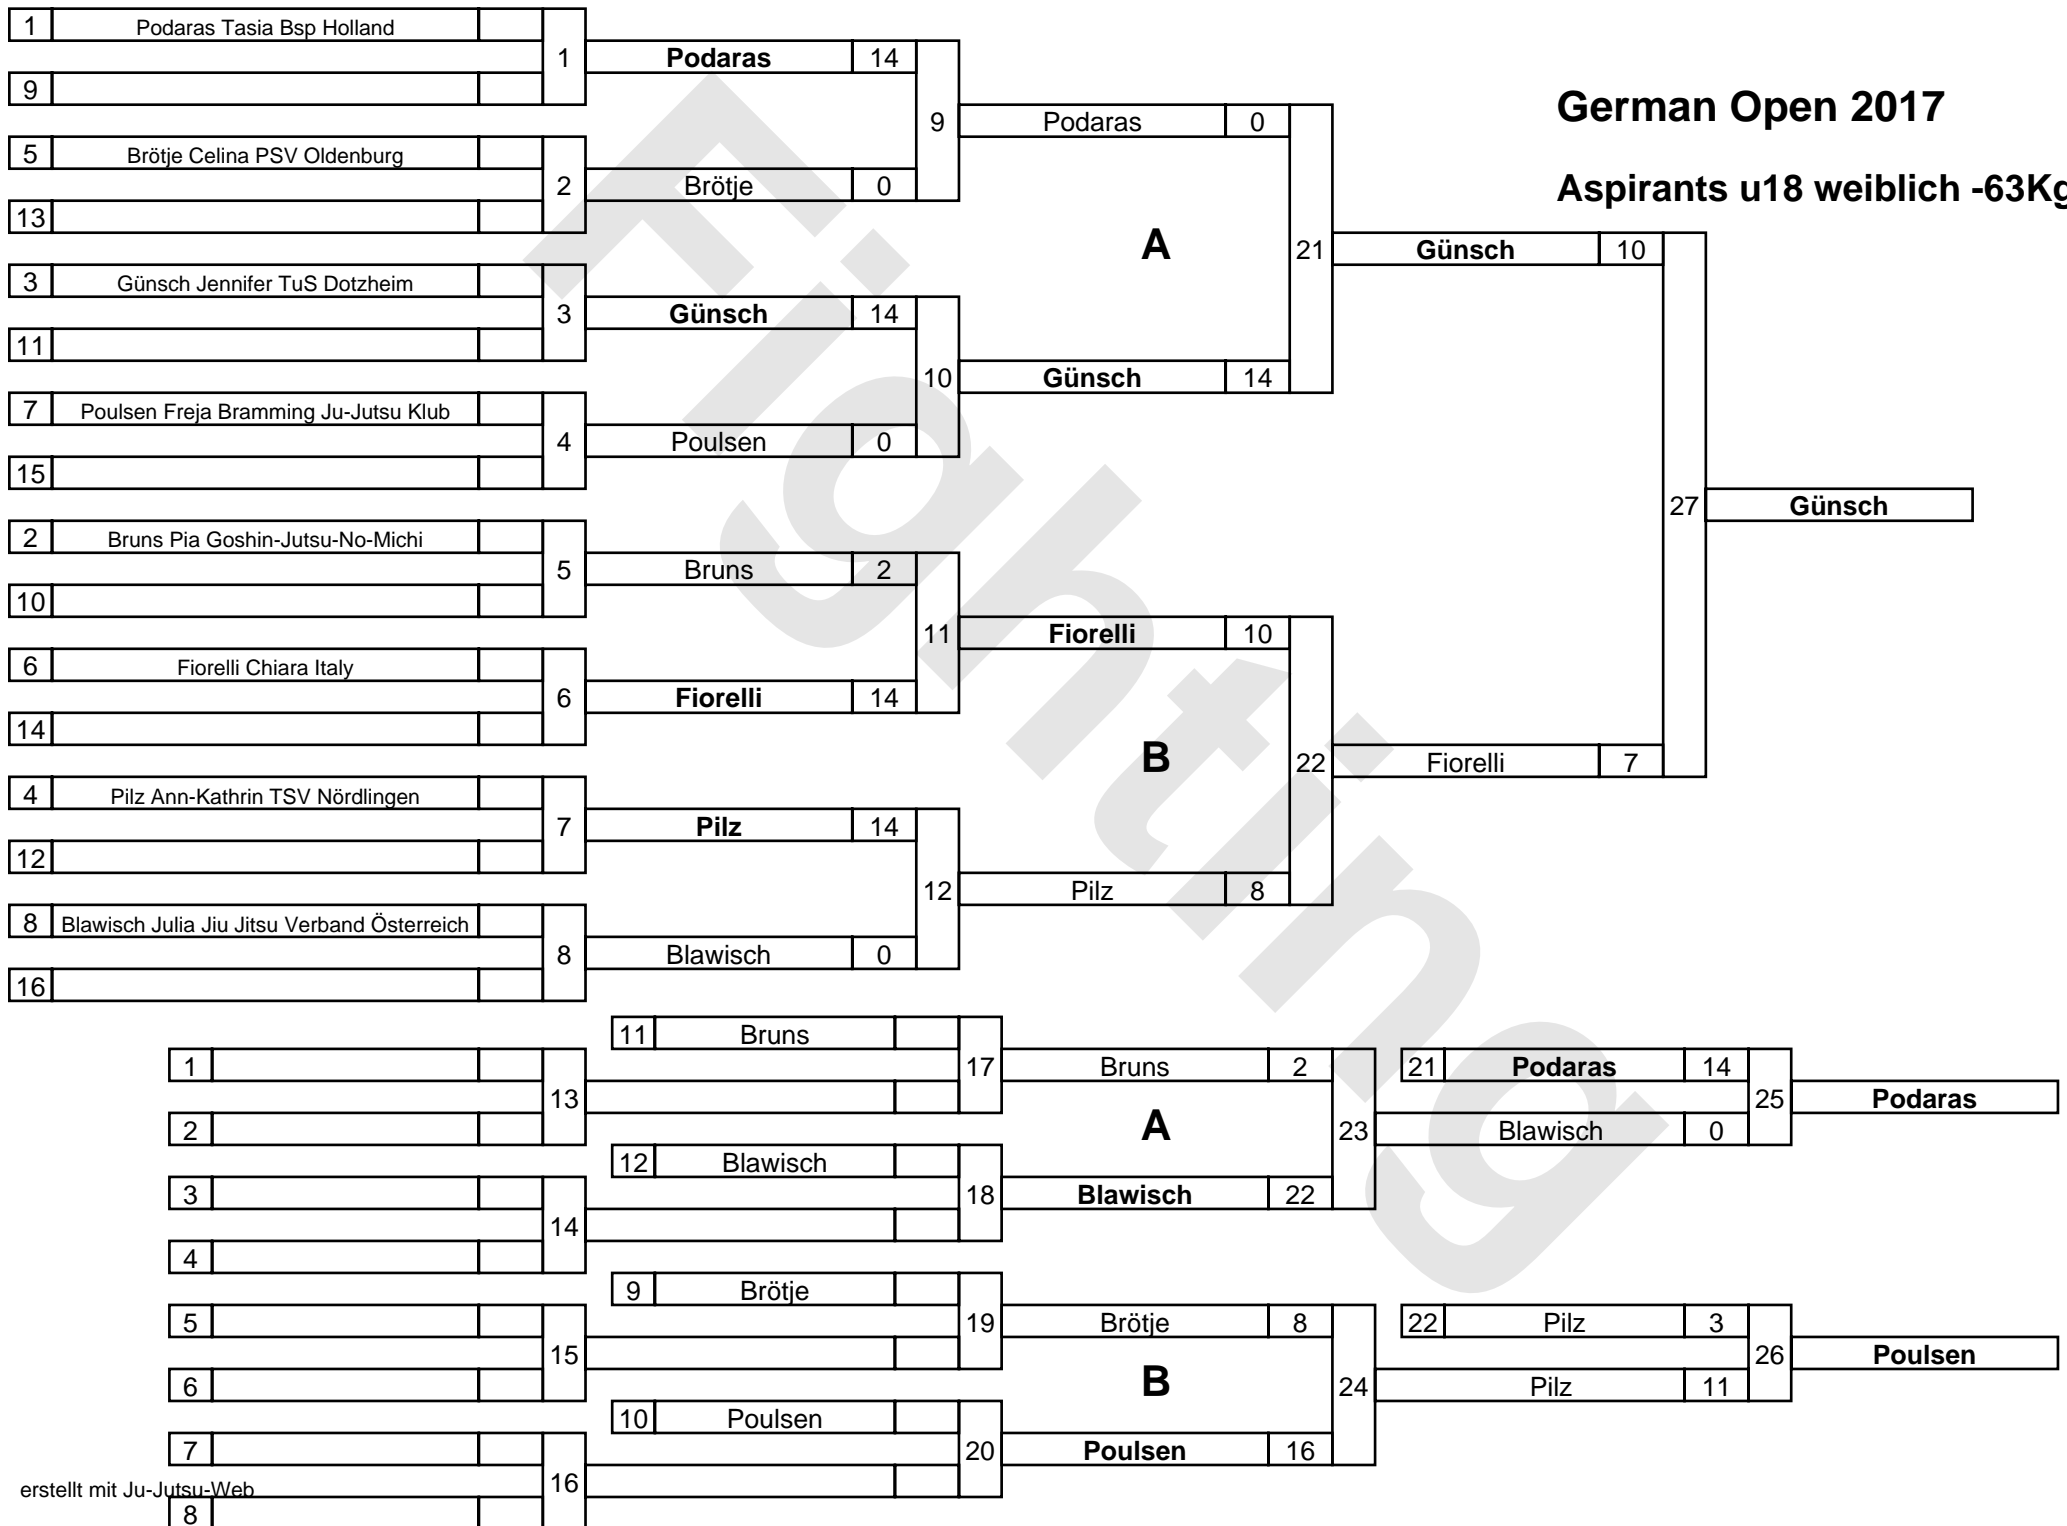 German Open 2017
Aspirants u18 weiblich -63Kg
Fighting
1 Podaras Tasia Bsp Holland
9
1
5 Brötje Celina PSV Oldenburg
13
2
3 Günsch Jennifer TuS Dotzheim
11
3
7 Poulsen Freja Bramming Ju-Jutsu Klub
15
4
2 Bruns Pia Goshin-Jutsu-No-Michi
10
5
6 Fiorelli Chiara Italy
14
6
4 Pilz Ann-Kathrin TSV Nördlingen
12
7
8 Blawisch Julia Jiu Jitsu Verband Österreich
16
8
Podaras 14
Brötje 0
9
Günsch 14
Poulsen 0
10
Bruns 2
Fiorelli 14
11
Pilz 14
Blawisch 0
12
Podaras 0
A
Günsch 14
21
Fiorelli 10
B
Pilz 8
22
Günsch 10
Fiorelli 7
27
Günsch
1
2
13
3
4
14
5
6
15
7
8
16
11 Bruns
17
12 Blawisch
18
9 Brötje
19
10 Poulsen
20
Bruns 2
A
Blawisch 22
23
Brötje 8
B
Poulsen 16
24
21 Podaras 14
Blawisch 0
25
Podaras
22 Pilz 3
Pilz 11
26
Poulsen
erstellt mit Ju-Jutsu-Web